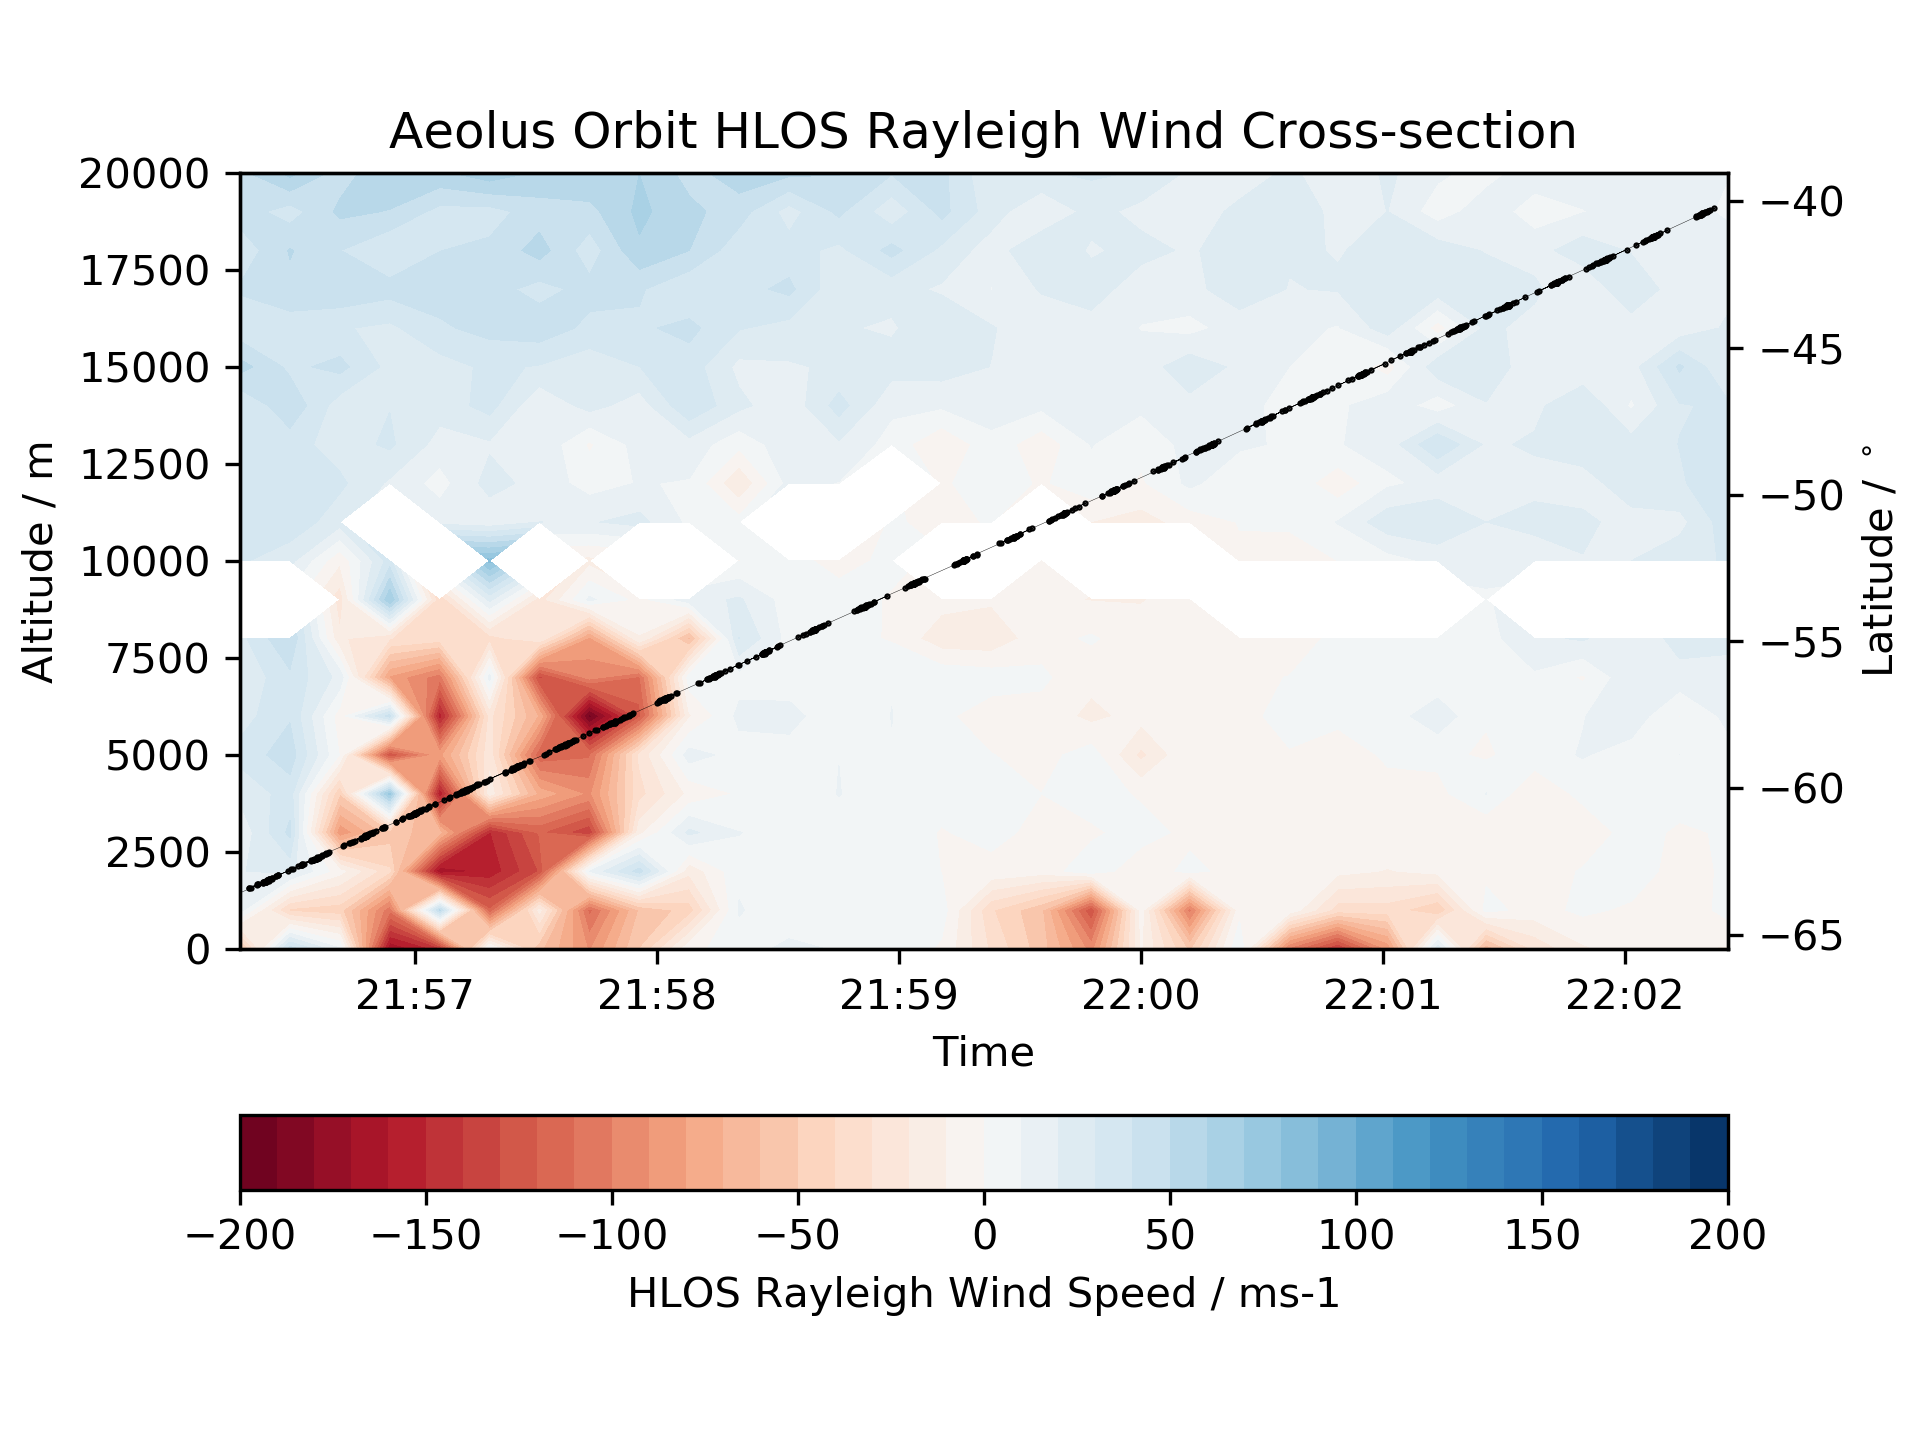 Aeolus Orbit HLOS Rayleigh Wind Cross-section
20000
17500
15000
12500
10000
7500
5000
2500
0
Altitude / m
−40
−45
−50
−55
−60
−65
Latitude / °
21:57 21:58 21:59 22:00 22:01 22:02
Time
−200 −150 −100 −50 0 50 100 150 200
HLOS Rayleigh Wind Speed / ms-1